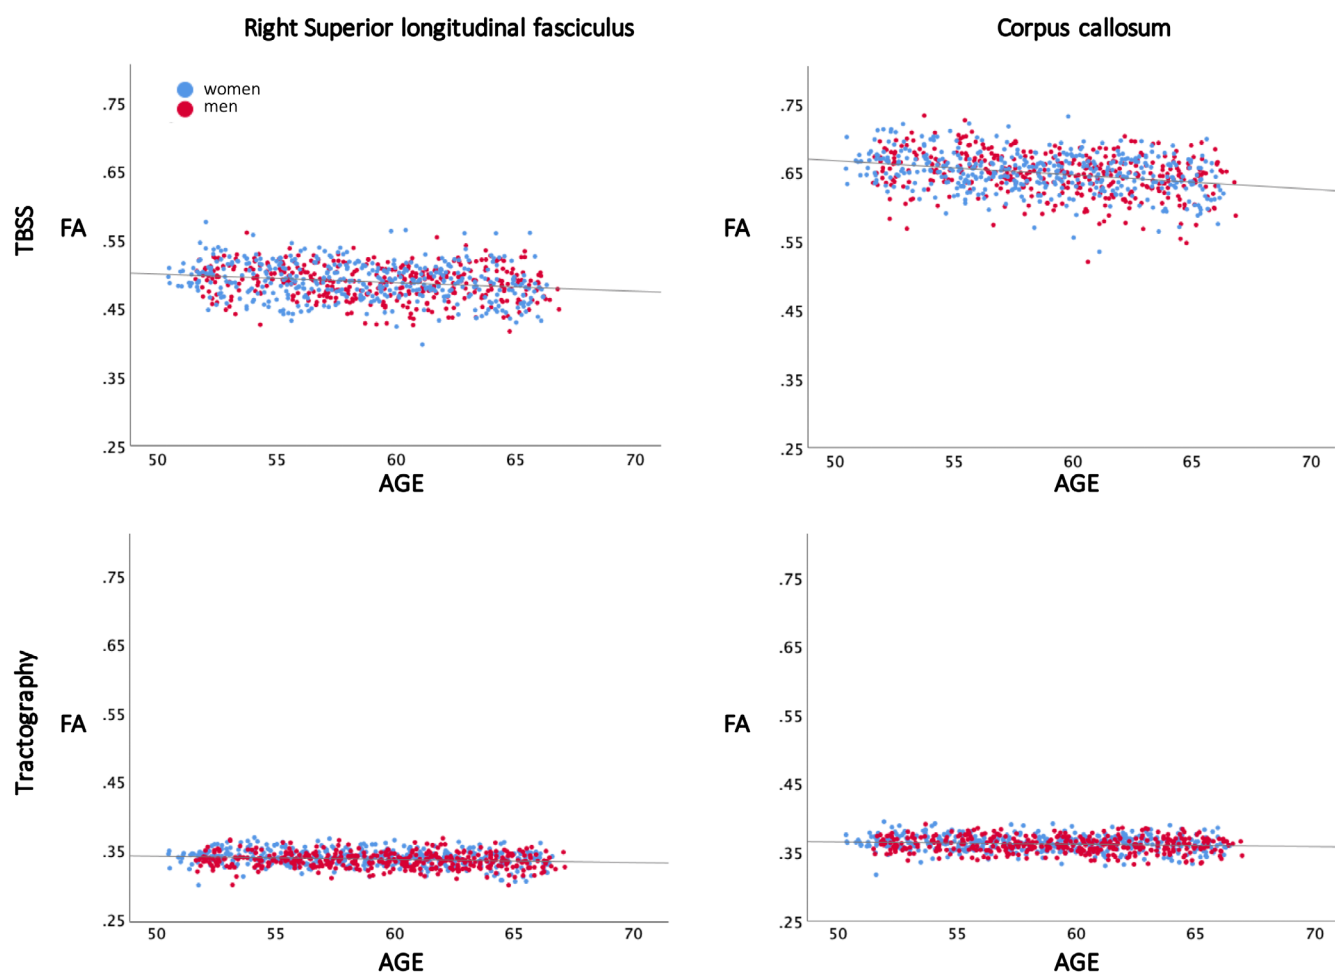 Right Superior longitudinal fasciculus
Corpus callosum
TBSS
FA
women
men
.75
.65
.55
.45
.35
.25
50 55 60 65 70
AGE
FA
.75
.65
.55
.45
.35
.25
50 55 60 65 70
AGE
Tractography
FA
.75
.65
.55
.45
.35
.25
50 55 60 65 70
AGE
FA
.75
.65
.55
.45
.35
.25
50 55 60 65 70
AGE